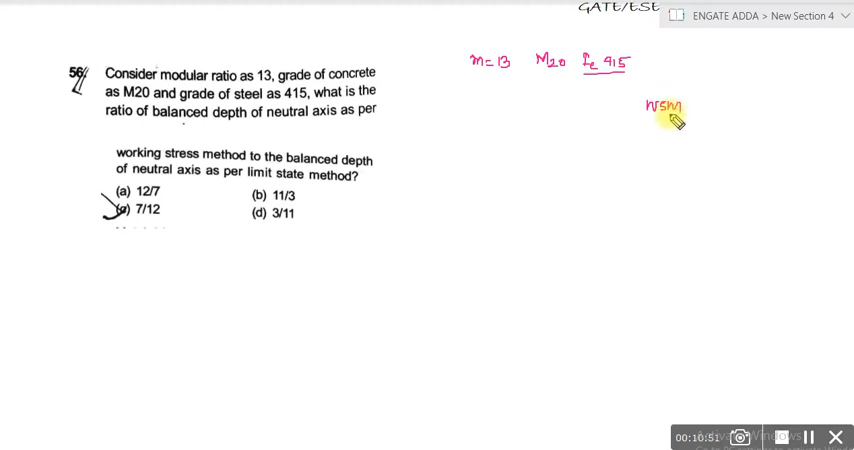 GATE/ESE
ENGATE ADDA > New Section 4
56
Consider modular ratio as 13, grade of concrete
as M20 and grade of steel as 415, what is the
ratio of balanced depth of neutral axis as per
working stress method to the balanced depth
of neutral axis as per limit state method?
(a) 12/7 (b) 11/3
(c) 7/12 (d) 3/11
m = 13 M20 Fe 415
WSM
00:10:51